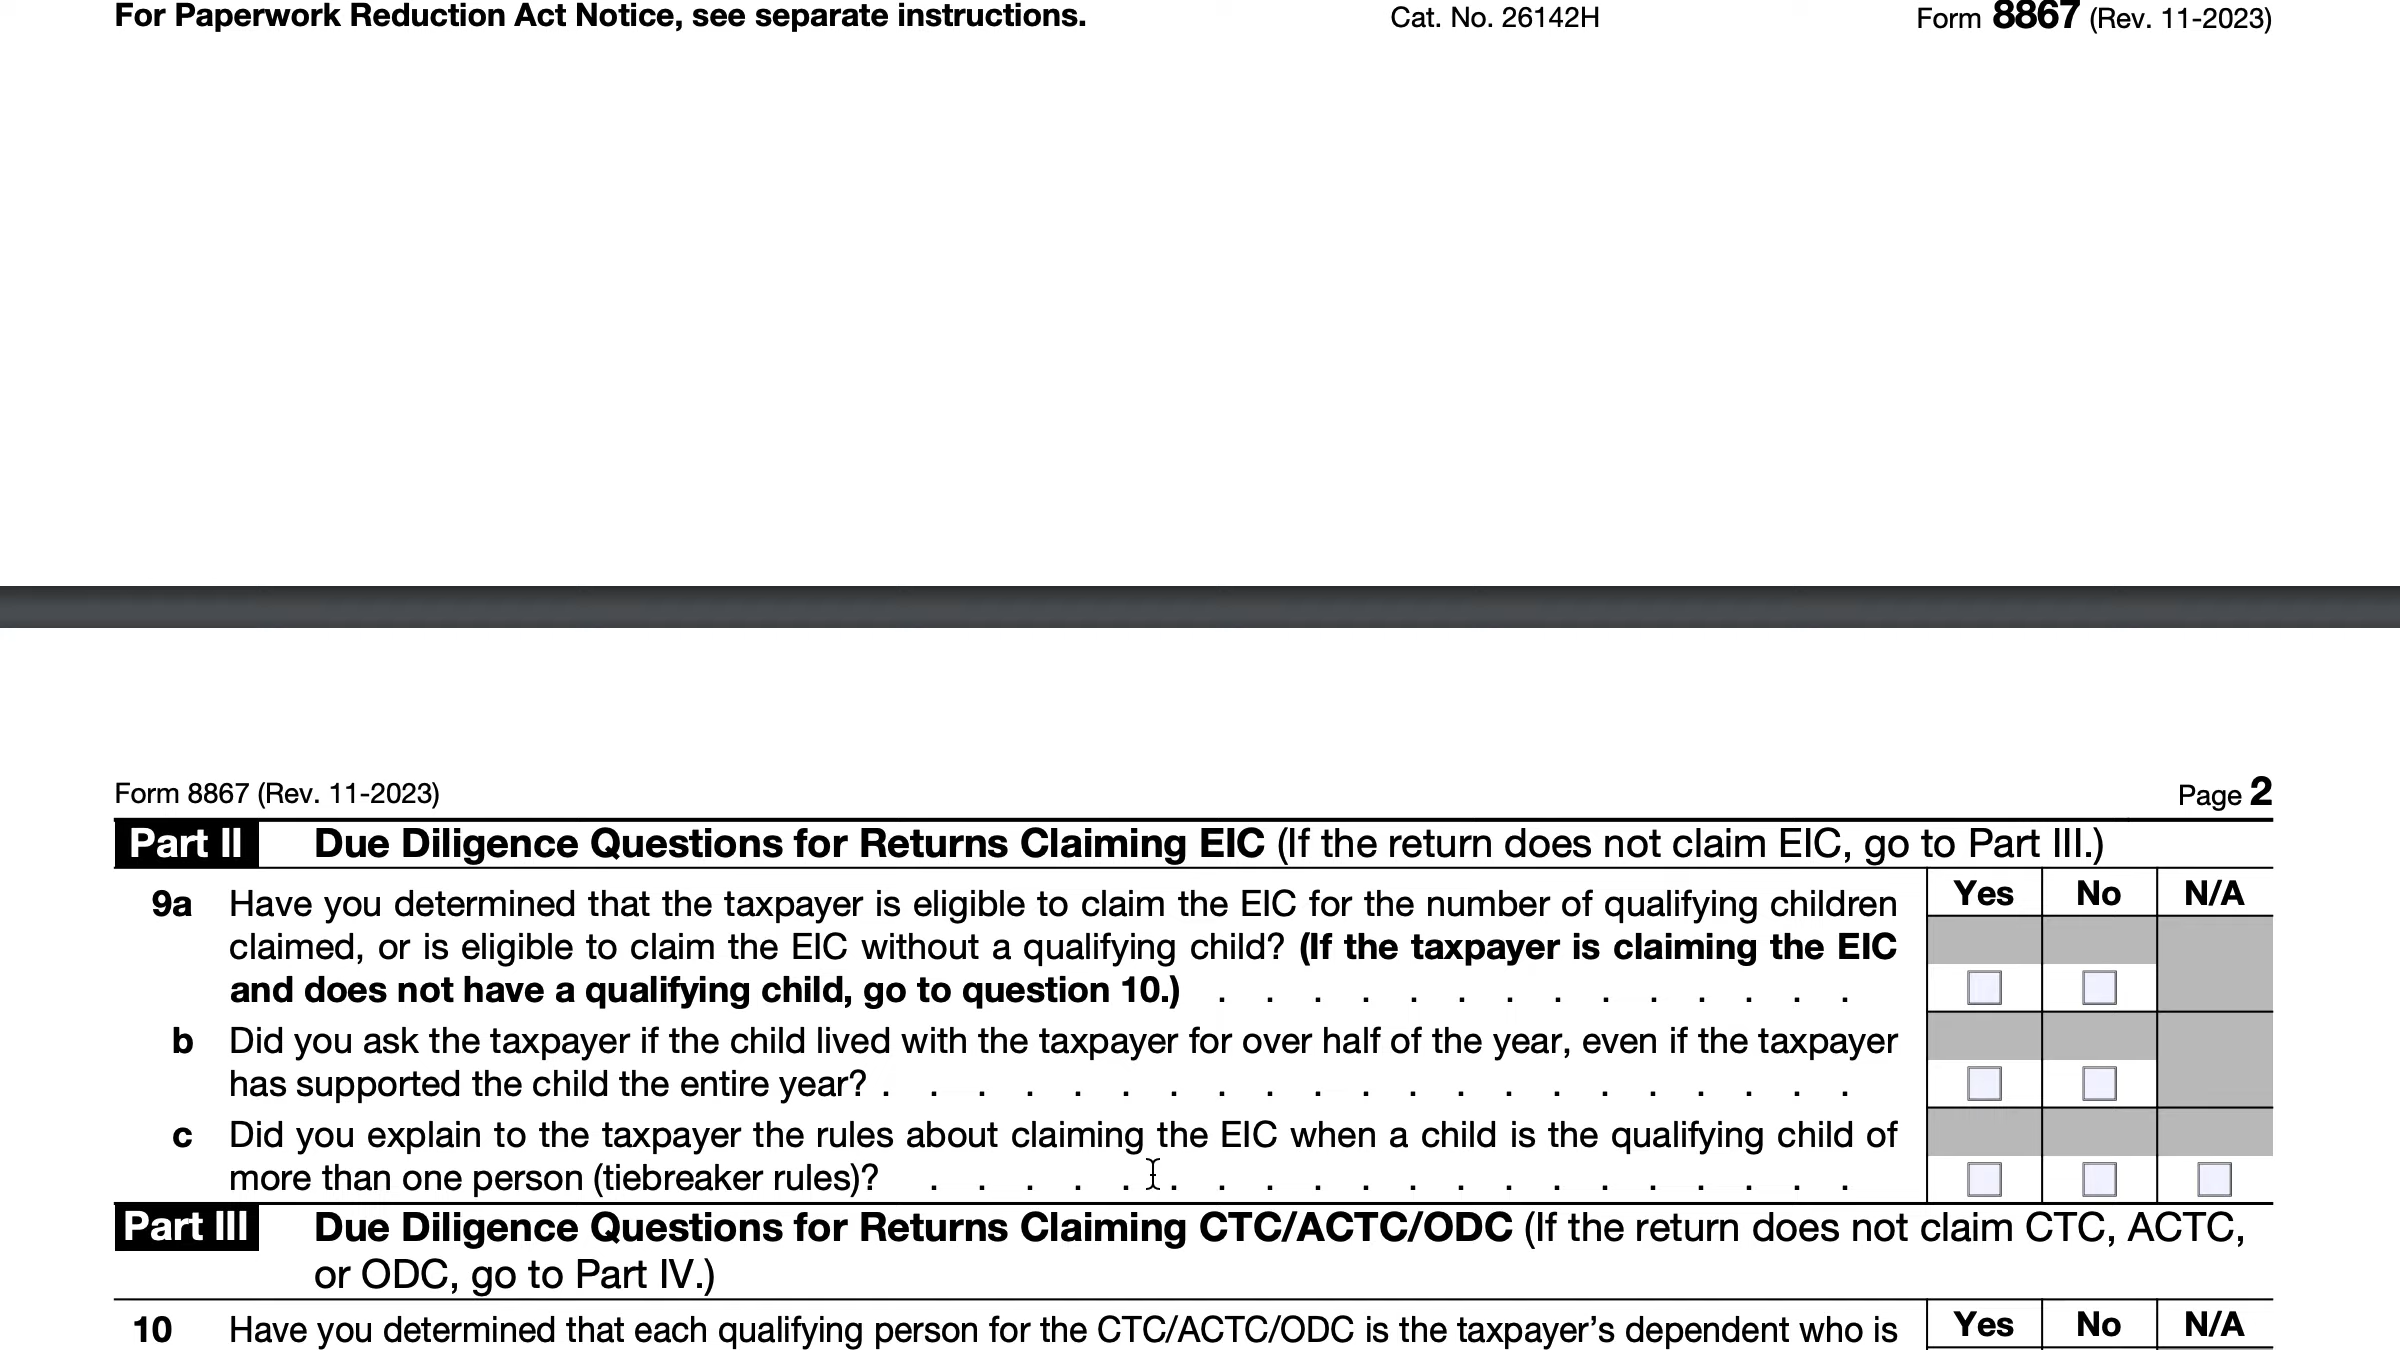 For Paperwork Reduction Act Notice, see separate instructions. Cat. No. 26142H Form 8867 (Rev. 11-2023)
Form 8867 (Rev. 11-2023) Page 2
Part II Due Diligence Questions for Returns Claiming EIC (If the return does not claim EIC, go to Part III.)
Yes No N/A
9a Have you determined that the taxpayer is eligible to claim the EIC for the number of qualifying children
claimed, or is eligible to claim the EIC without a qualifying child? (If the taxpayer is claiming the EIC
and does not have a qualifying child, go to question 10.) . . . . . . . . . . . . . .
b Did you ask the taxpayer if the child lived with the taxpayer for over half of the year, even if the taxpayer
has supported the child the entire year? . . . . . . . . . . . . . . . . . . . . .
c Did you explain to the taxpayer the rules about claiming the EIC when a child is the qualifying child of
more than one person (tiebreaker rules)? . . . . . . . . . . . . . . . . . . . .
Part III Due Diligence Questions for Returns Claiming CTC/ACTC/ODC (If the return does not claim CTC, ACTC,
or ODC, go to Part IV.)
10 Have you determined that each qualifying person for the CTC/ACTC/ODC is the taxpayer’s dependent who is Yes No N/A